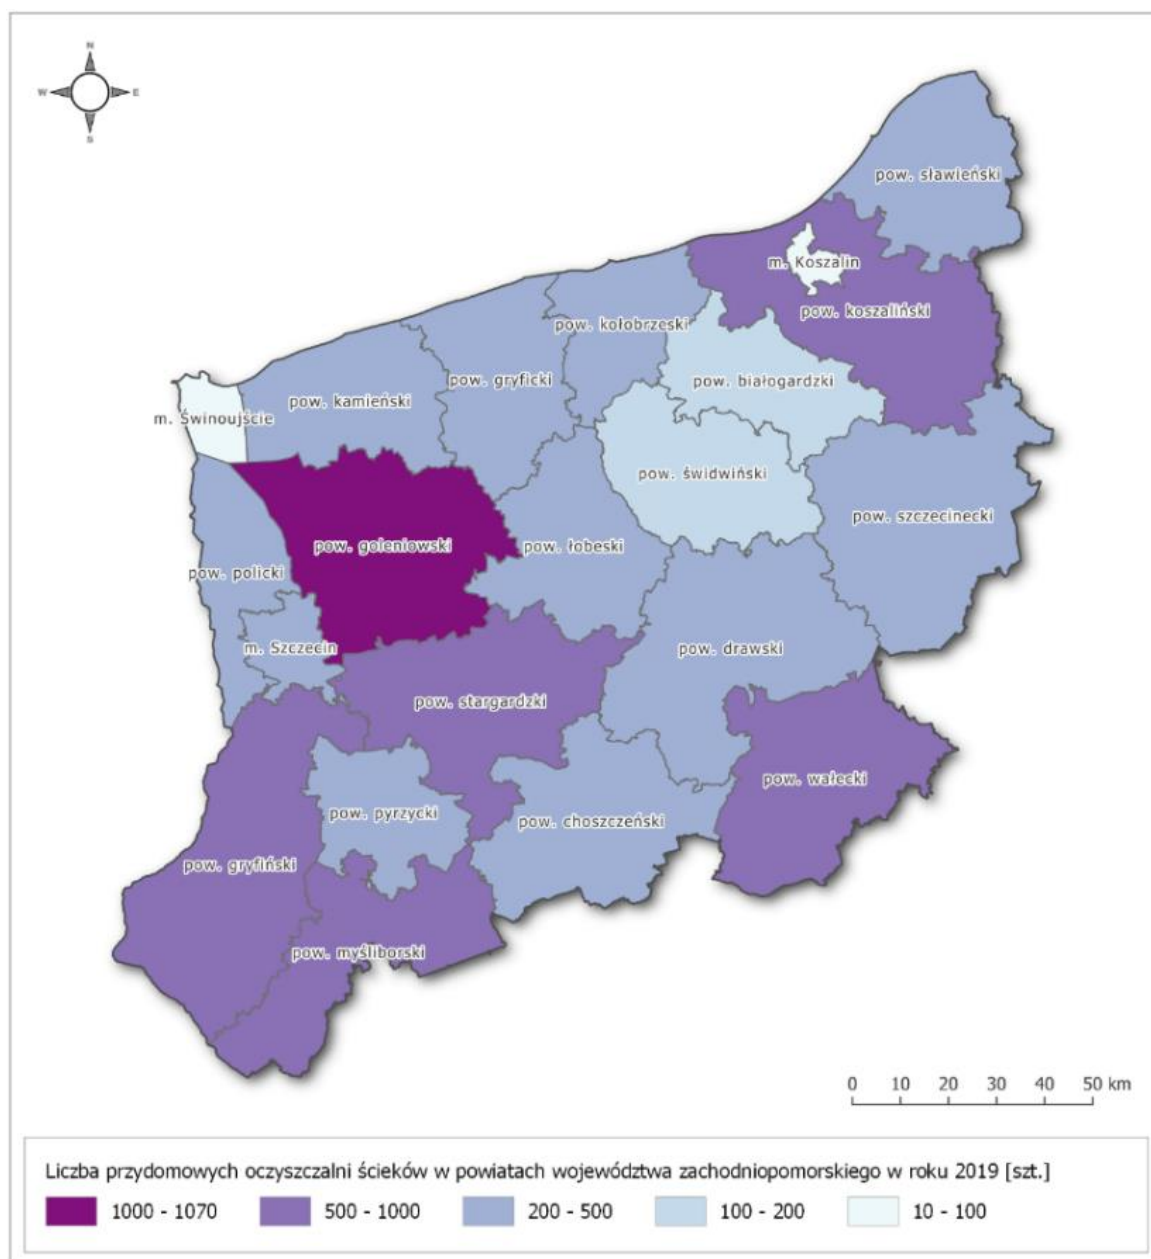 N
W E
S
pow. sławieński
m. Koszalin
pow. koszaliński
pow. kołobrzeski
pow. gryficki
pow. białogardzki
pow. kamieński
m. Świnoujście
pow. świdwiński
pow. szczecinecki
pow. goleniowski
pow. łobeski
pow. policki
m. Szczecin
pow. drawski
pow. stargardzki
pow. wałecki
pow. pyrzycki
pow. choszczeński
pow. gryfiński
pow. myśliborski
0 10 20 30 40 50 km
Liczba przydomowych oczyszczalni ścieków w powiatach województwa zachodniopomorskiego w roku 2019 [szt.]
1000 - 1070 500 - 1000 200 - 500 100 - 200 10 - 100